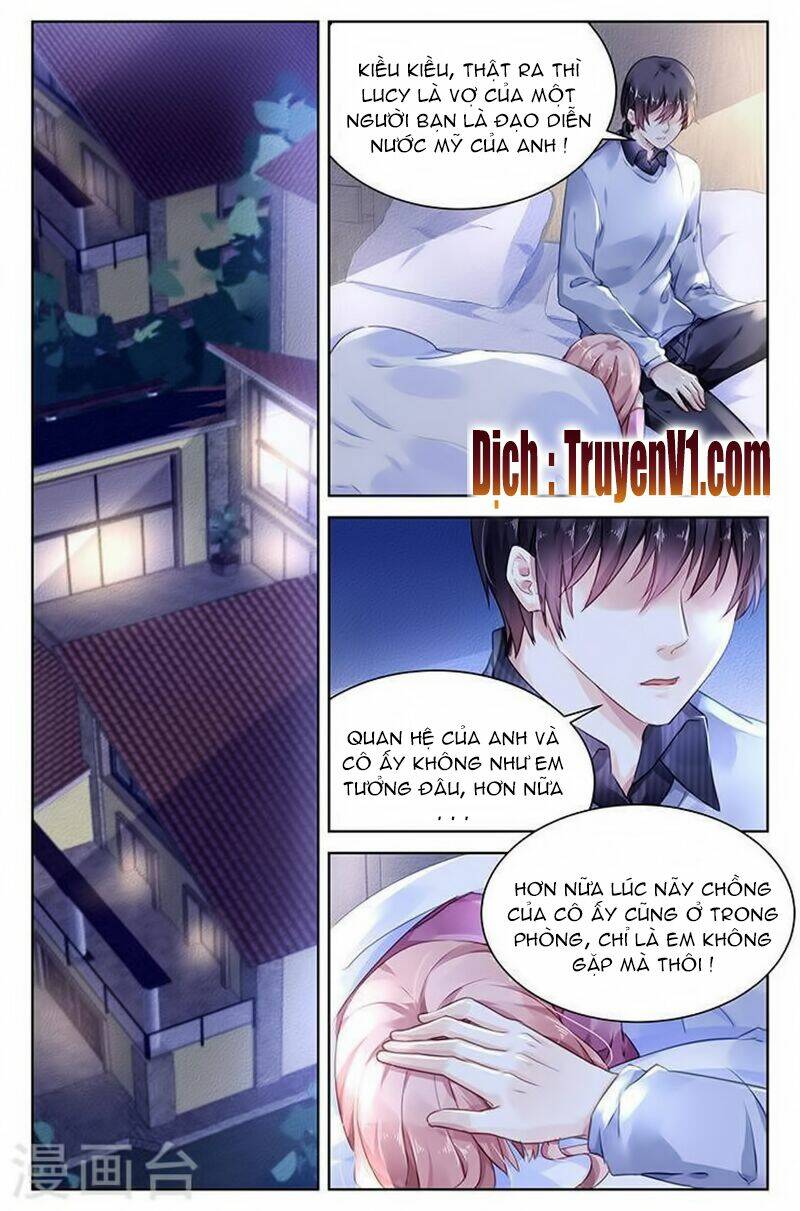 KIỀU KIỀU, THẬT RA THÌ
LUCY LÀ VỢ CỦA MỘT
NGƯỜI BẠN LÀ ĐẠO DIỄN
NƯỚC MỸ CỦA ANH !
Dịch : TruyenV1.com
QUAN HỆ CỦA ANH VÀ
CÔ ẤY KHÔNG NHƯ EM
TƯỞNG ĐÂU, HƠN NỮA
. . .
HƠN NỮA LÚC NÃY CHỒNG
CỦA CÔ ẤY CŨNG Ở TRONG
PHÒNG, CHỈ LÀ EM KHÔNG
GẶP MÀ THÔI !
漫画台